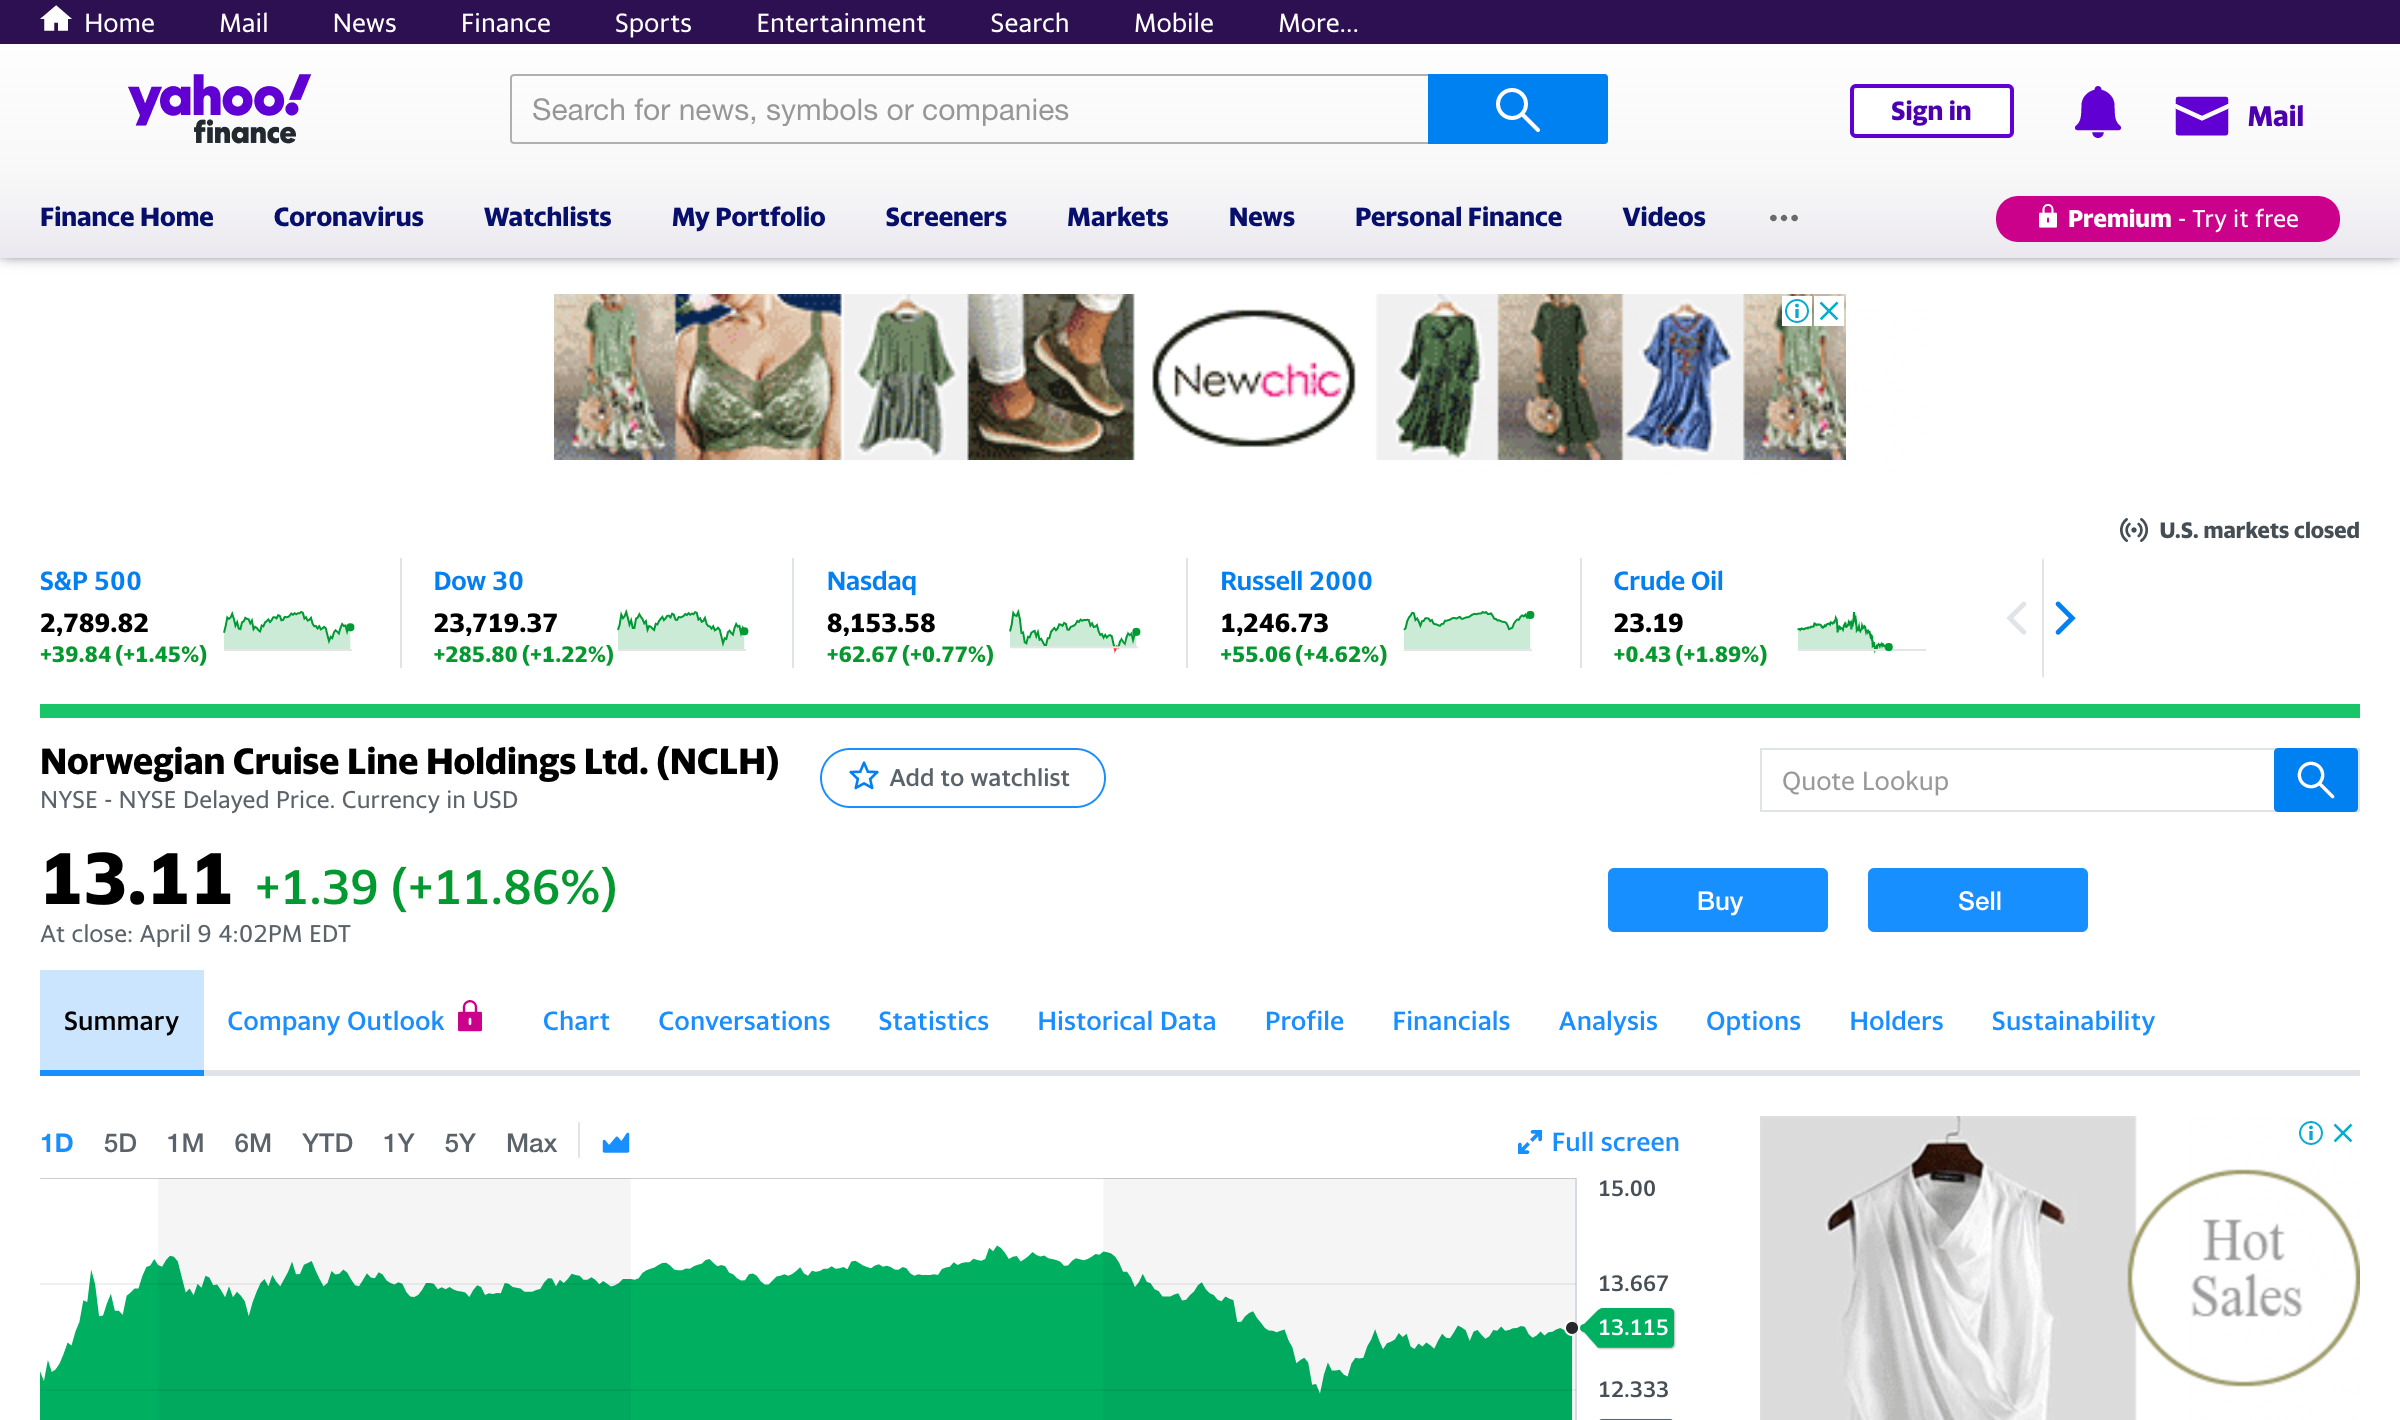 Home Mail News Finance Sports Entertainment Search Mobile More...
yahoo!
finance
Search for news, symbols or companies
Sign in
Mail
Finance Home Coronavirus Watchlists My Portfolio Screeners Markets News Personal Finance Videos ••• Premium - Try it free
Newchic
U.S. markets closed
S&P 500
2,789.82
+39.84 (+1.45%)
Dow 30
23,719.37
+285.80 (+1.22%)
Nasdaq
8,153.58
+62.67 (+0.77%)
Russell 2000
1,246.73
+55.06 (+4.62%)
Crude Oil
23.19
+0.43 (+1.89%)
Norwegian Cruise Line Holdings Ltd. (NCLH)
NYSE - NYSE Delayed Price. Currency in USD
Add to watchlist
Quote Lookup
13.11 +1.39 (+11.86%)
At close: April 9 4:02PM EDT
Buy
Sell
Summary Company Outlook Chart Conversations Statistics Historical Data Profile Financials Analysis Options Holders Sustainability
1D 5D 1M 6M YTD 1Y 5Y Max
Full screen
15.00
13.667
13.115
12.333
Hot
Sales